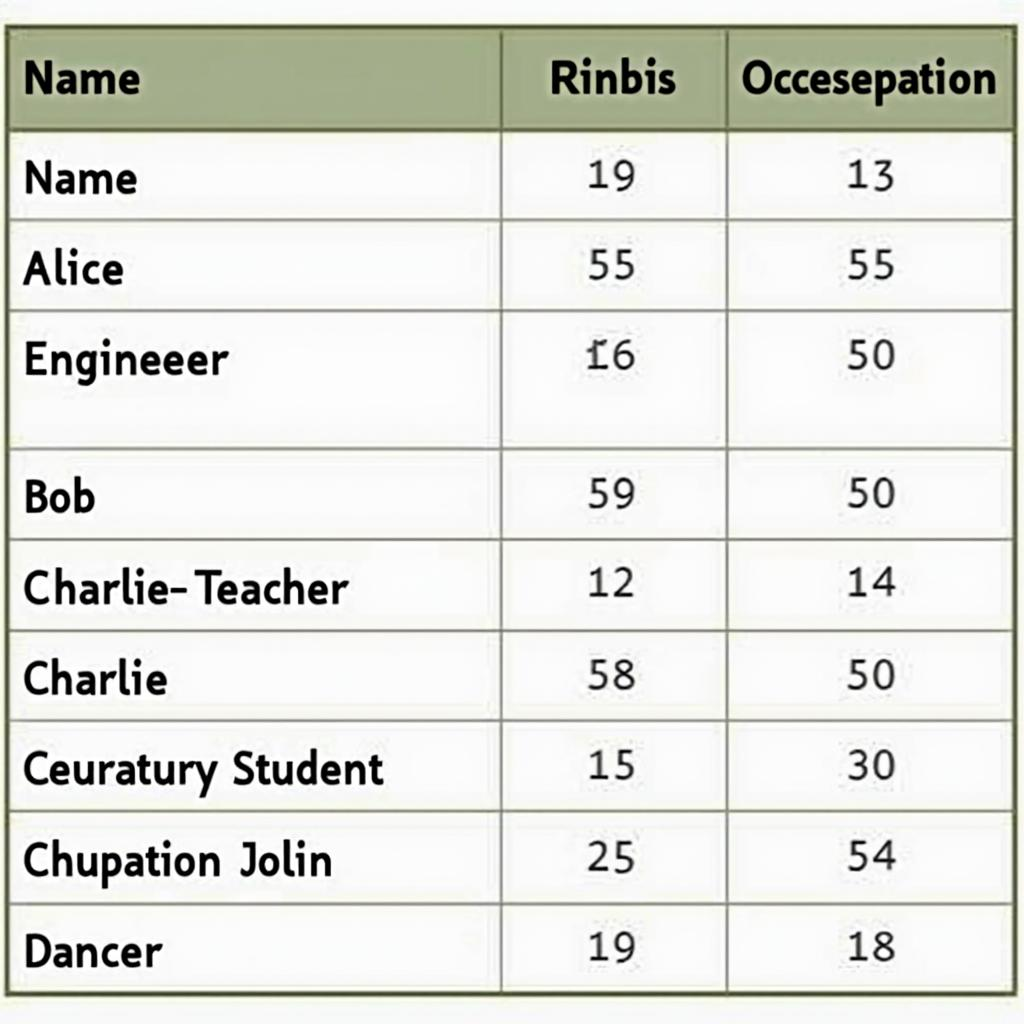 Name Rinbis Occesepation
Name 19 13
Alice 55 55
Engineeer 50
Bob 59 50
Charlie- Teacher 12 14
Charlie 58 50
Ceuratury Student 15 30
Chupation Jolin 25 54
Dancer 19 18